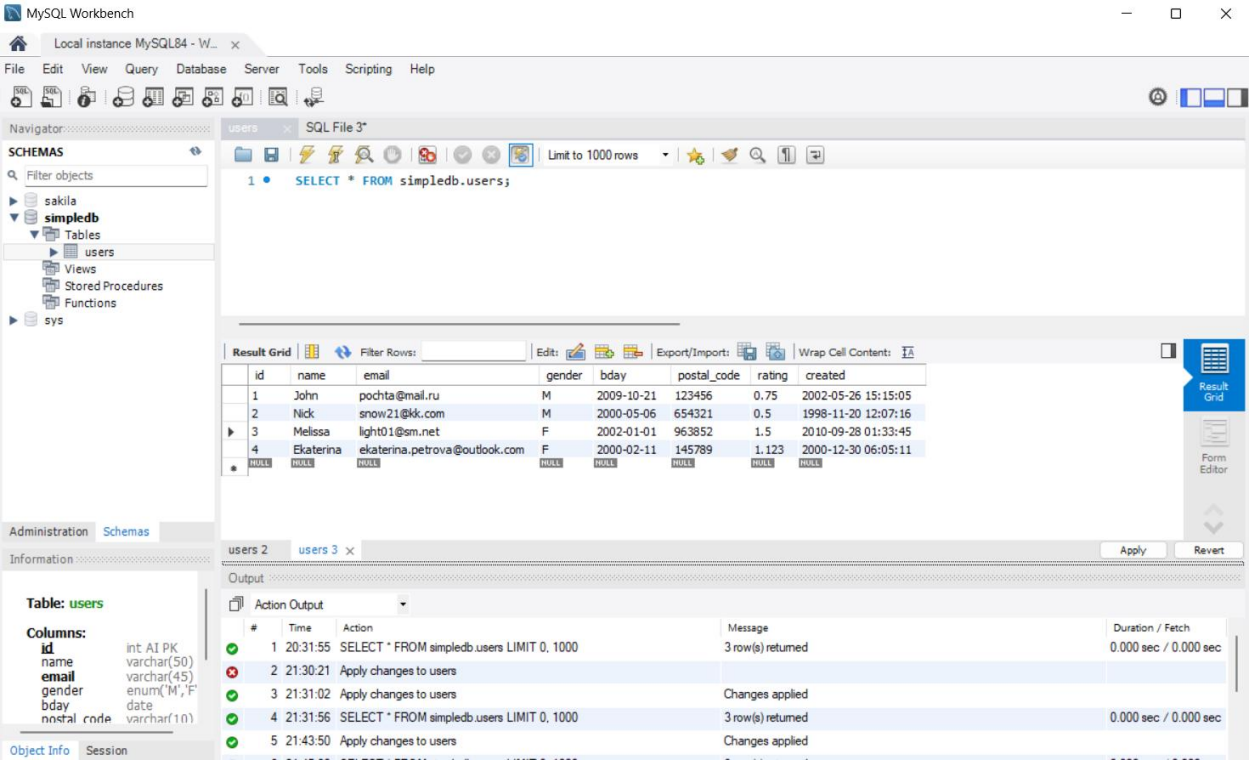 MySQL Workbench
Local instance MySQL84 - W...
File Edit View Query Database Server Tools Scripting Help
Navigator
SCHEMAS
Filter objects
sakila
simpledb
Tables
users
Views
Stored Procedures
Functions
sys
Administration Schemas
Information
Table: users
Columns:
id int AI PK
name varchar(50)
email varchar(45)
gender enum('M','F'
bday date
postal_code varchar(10)
Object Info Session
users SQL File 3*
Limit to 1000 rows
1 SELECT * FROM simpledb.users;
Result Grid Filter Rows: Edit: Export/Import: Wrap Cell Content: IA
id name email gender bday postal_code rating created
1 John pochta@mail.ru M 2009-10-21 123456 0.75 2002-05-26 15:15:05
2 Nick snow21@kk.com M 2000-05-06 654321 0.5 1998-11-20 12:07:16
3 Melissa light01@sm.net F 2002-01-01 963852 1.5 2010-09-28 01:33:45
4 Ekaterina ekaterina.petrova@outlook.com F 2000-02-11 145789 1.123 2000-12-30 06:05:11
NULL NULL NULL NULL NULL NULL NULL NULL
Result
Grid
Form
Editor
users 2 users 3
Apply Revert
Output
Action Output
# Time Action Message Duration / Fetch
1 20:31:55 SELECT * FROM simpledb.users LIMIT 0, 1000 3 row(s) returned 0.000 sec / 0.000 sec
2 21:30:21 Apply changes to users
3 21:31:02 Apply changes to users Changes applied
4 21:31:56 SELECT * FROM simpledb.users LIMIT 0, 1000 3 row(s) returned 0.000 sec / 0.000 sec
5 21:43:50 Apply changes to users Changes applied